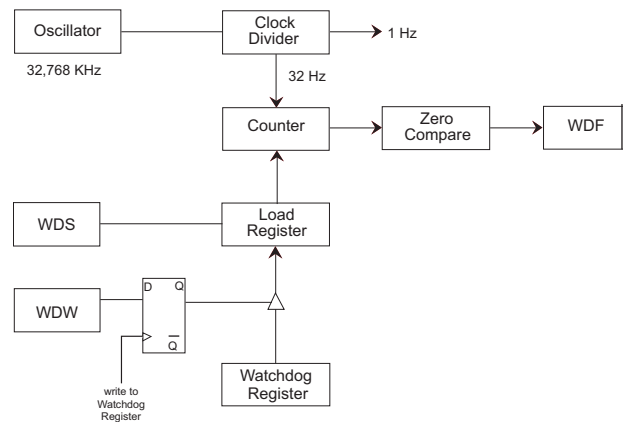 Oscillator
Clock
Divider
1 Hz
32,768 KHz
32 Hz
Counter
Zero
Compare
WDF
WDS
Load
Register
WDW
D
Q
Q
write to
Watchdog
Register
Watchdog
Register